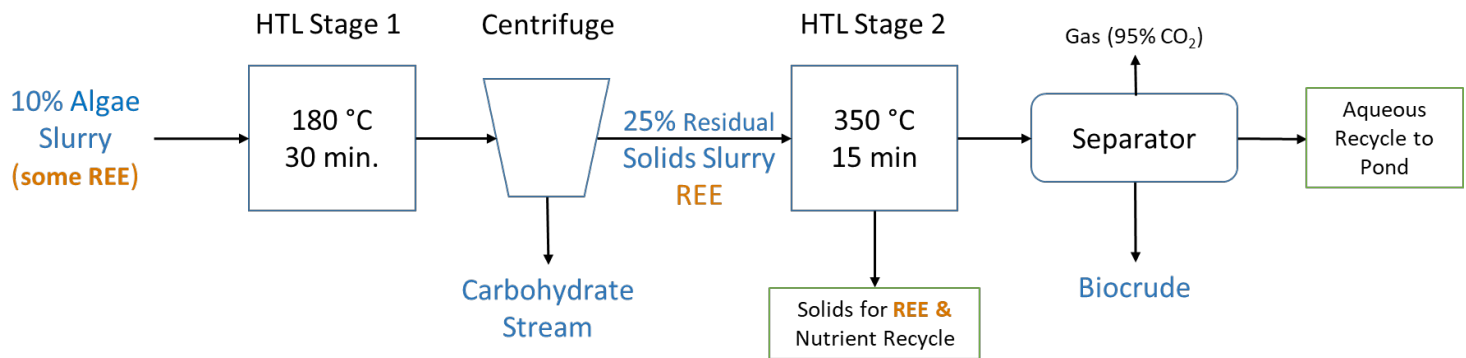 HTL Stage 1
Centrifuge
HTL Stage 2
Gas (95% CO₂)
10% Algae
Slurry
(some REE)
180 °C
30 min.
25% Residual
Solids Slurry
REE
350 °C
15 min
Separator
Aqueous
Recycle to
Pond
Carbohydrate
Stream
Solids for REE &
Nutrient Recycle
Biocrude